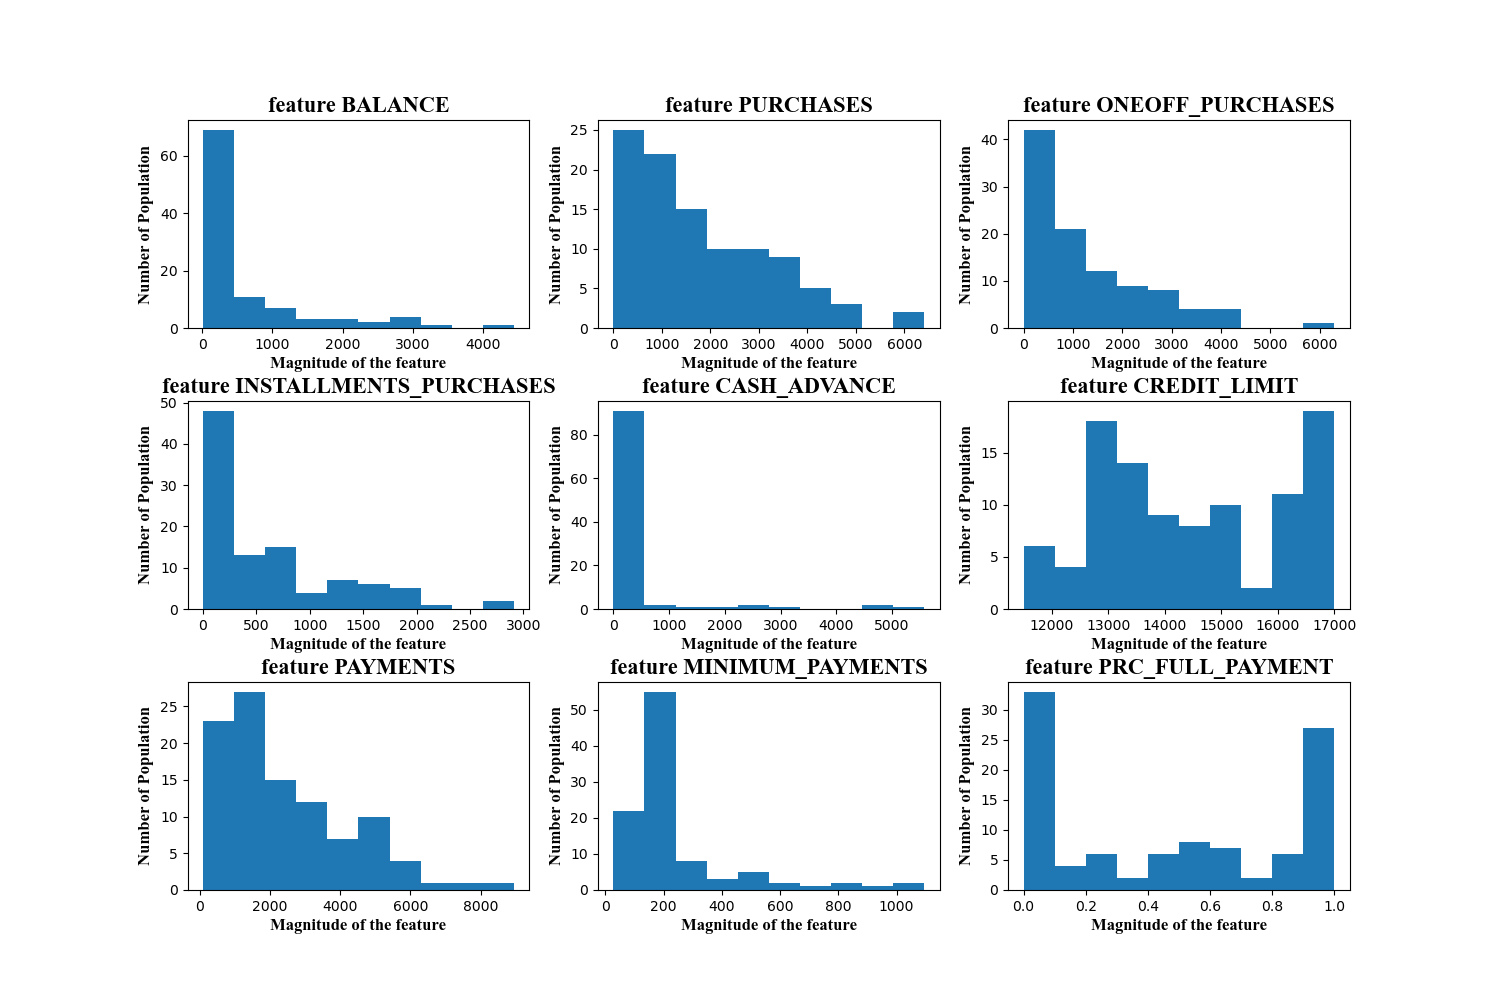 feature BALANCE
Number of Population
60
40
20
0
0 1000 2000 3000 4000
Magnitude of the feature
feature PURCHASES
Number of Population
25
20
15
10
5
0
0 1000 2000 3000 4000 5000 6000
Magnitude of the feature
feature ONEOFF_PURCHASES
Number of Population
40
30
20
10
0
0 1000 2000 3000 4000 5000 6000
Magnitude of the feature
feature INSTALLMENTS_PURCHASES
Number of Population
50
40
30
20
10
0
0 500 1000 1500 2000 2500 3000
Magnitude of the feature
feature CASH_ADVANCE
Number of Population
80
60
40
20
0
0 1000 2000 3000 4000 5000
Magnitude of the feature
feature CREDIT_LIMIT
Number of Population
15
10
5
0
12000 13000 14000 15000 16000 17000
Magnitude of the feature
feature PAYMENTS
Number of Population
25
20
15
10
5
0
0 2000 4000 6000 8000
Magnitude of the feature
feature MINIMUM_PAYMENTS
Number of Population
50
40
30
20
10
0
0 200 400 600 800 1000
Magnitude of the feature
feature PRC_FULL_PAYMENT
Number of Population
30
25
20
15
10
5
0
0.0 0.2 0.4 0.6 0.8 1.0
Magnitude of the feature